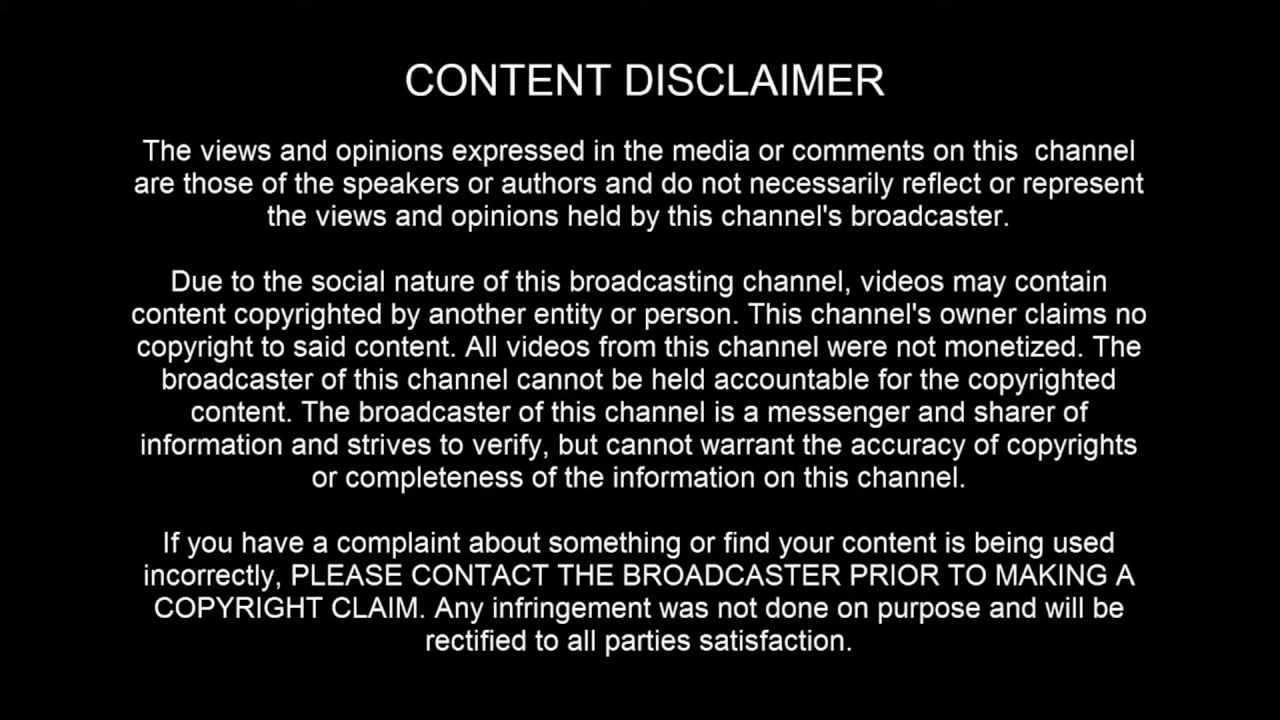 CONTENT DISCLAIMER
The views and opinions expressed in the media or comments on this  channel
are those of the speakers or authors and do not necessarily reflect or represent
the views and opinions held by this channel's broadcaster.
Due to the social nature of this broadcasting channel, videos may contain
content copyrighted by another entity or person. This channel's owner claims no
copyright to said content. All videos from this channel were not monetized. The
broadcaster of this channel cannot be held accountable for the copyrighted
content. The broadcaster of this channel is a messenger and sharer of
information and strives to verify, but cannot warrant the accuracy of copyrights
or completeness of the information on this channel.
If you have a complaint about something or find your content is being used
incorrectly, PLEASE CONTACT THE BROADCASTER PRIOR TO MAKING A
COPYRIGHT CLAIM. Any infringement was not done on purpose and will be
rectified to all parties satisfaction.